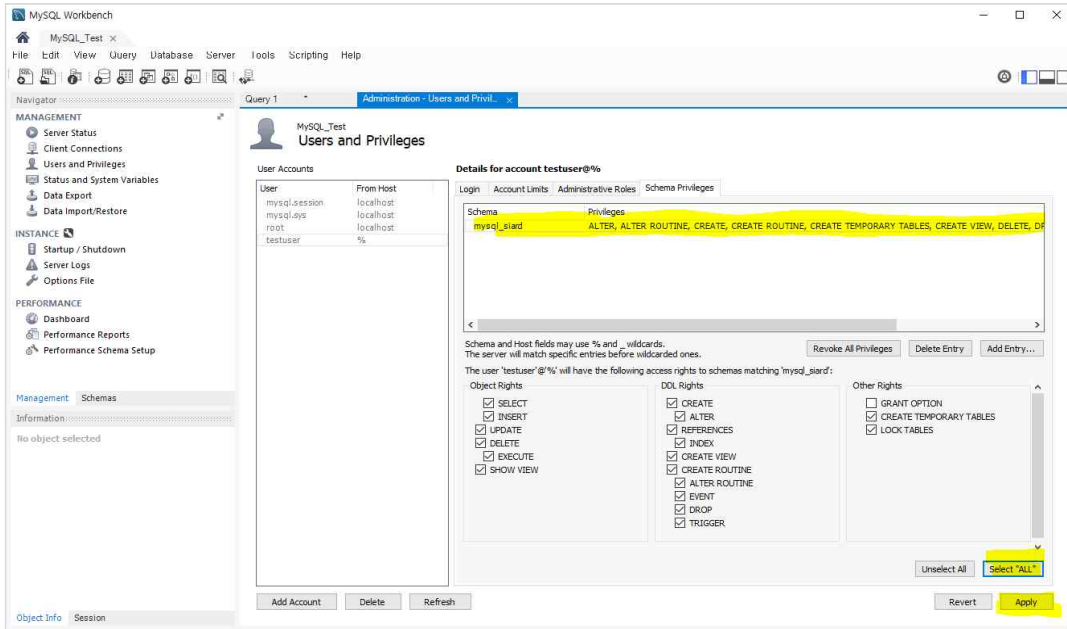 MySQL Workbench
MySQL_Test
File Edit View Query Database Server Tools Scripting Help
Navigator
MANAGEMENT
Server Status
Client Connections
Users and Privileges
Status and System Variables
Data Export
Data Import/Restore
INSTANCE
Startup / Shutdown
Server Logs
Options File
PERFORMANCE
Dashboard
Performance Reports
Performance Schema Setup
Management Schemas
Information
No object selected
Object Info Session
Query 1 Administration - Users and Privil...
MySQL_Test
Users and Privileges
User Accounts
User From Host
mysql.session localhost
mysql.sys localhost
root localhost
testuser %
Add Account Delete Refresh
Details for account testuser@%
Login Account Limits Administrative Roles Schema Privileges
Schema Privileges
mysql_siard ALTER, ALTER ROUTINE, CREATE, CREATE ROUTINE, CREATE TEMPORARY TABLES, CREATE VIEW, DELETE,
Schema and Host fields may use % and _ wildcards.
The server will match specific entries before wildcarded ones.
Revoke All Privileges Delete Entry Add Entry...
The user 'testuser'@'%' will have the following access rights to schemas matching 'mysql_siard':
Object Rights
SELECT
INSERT
UPDATE
DELETE
EXECUTE
SHOW VIEW
DDL Rights
CREATE
ALTER
REFERENCES
INDEX
CREATE VIEW
CREATE ROUTINE
ALTER ROUTINE
EVENT
DROP
TRIGGER
Other Rights
GRANT OPTION
CREATE TEMPORARY TABLES
LOCK TABLES
Unselect All Select "ALL"
Revert Apply